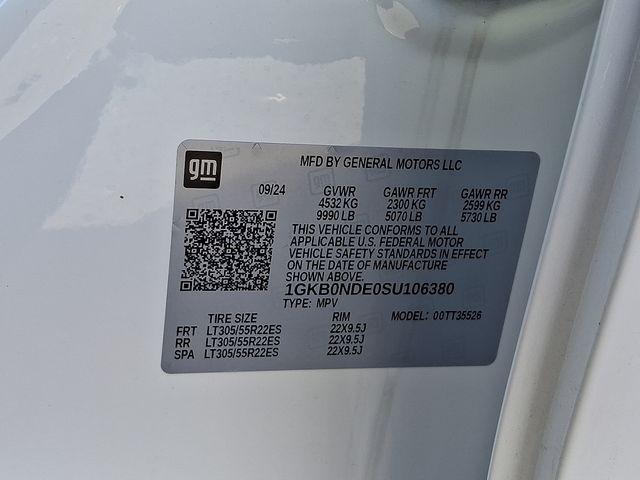 gm
MFD BY GENERAL MOTORS LLC
09/24 GVWR GAWR FRT GAWR RR
4532 KG 2300 KG 2599 KG
9990 LB 5070 LB 5730 LB
THIS VEHICLE CONFORMS TO ALL
APPLICABLE U.S. FEDERAL MOTOR
VEHICLE SAFETY STANDARDS IN EFFECT
ON THE DATE OF MANUFACTURE
SHOWN ABOVE.
1GKB0NDE0SU106380
TYPE: MPV
TIRE SIZE RIM MODEL: 00TT35526
FRT LT305/55R22ES 22X9.5J
RR LT305/55R22ES 22X9.5J
SPA LT305/55R22ES 22X9.5J